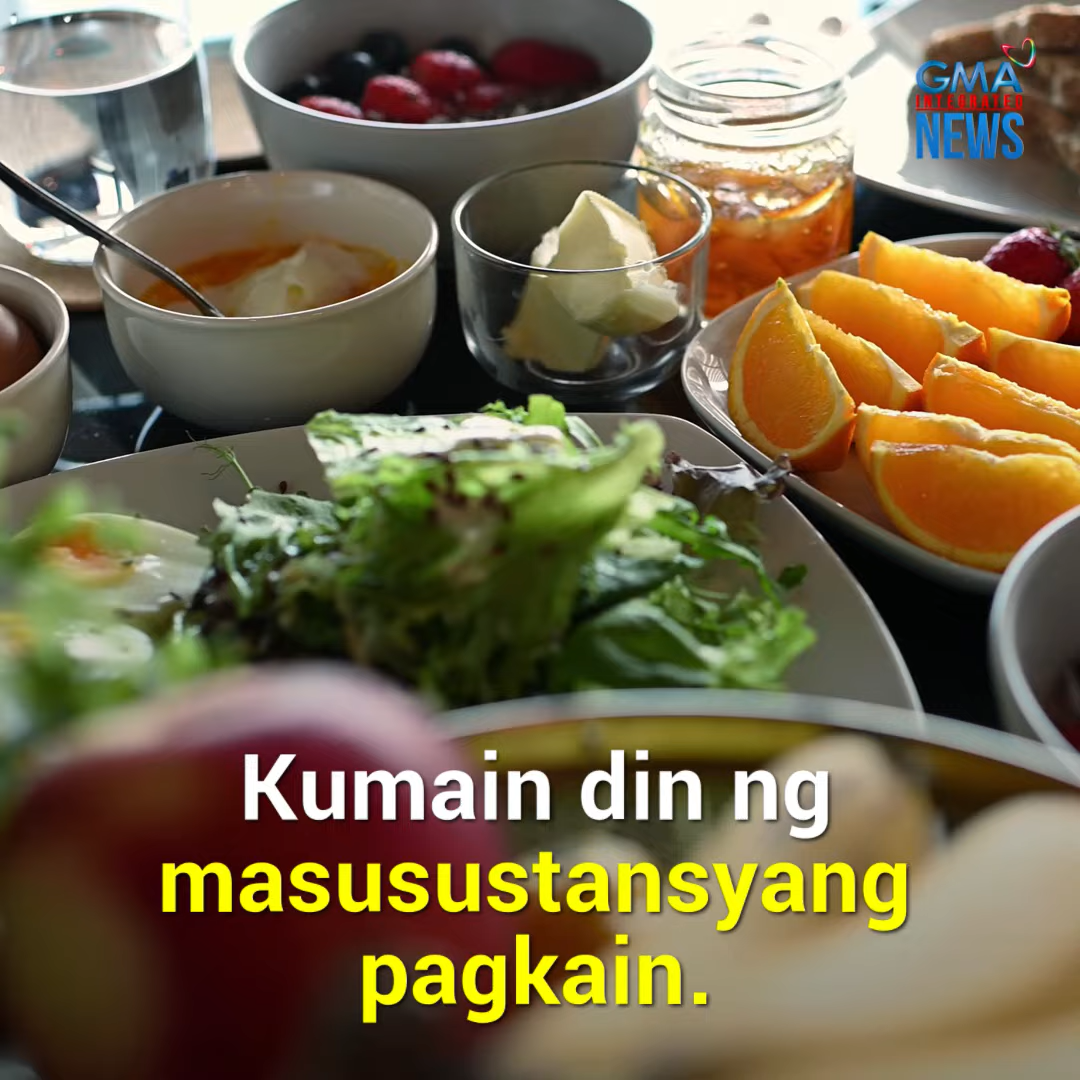 GMA
INTEGRATED
NEWS
Kumain din ng
masusustansyang
pagkain.